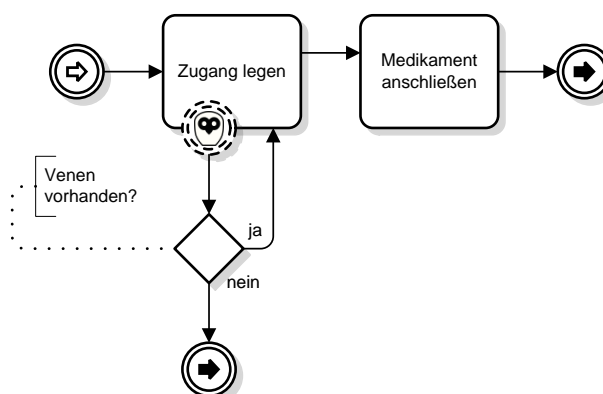 Zugang legen
Medikament
anschließen
Venen
vorhanden?
ja
nein